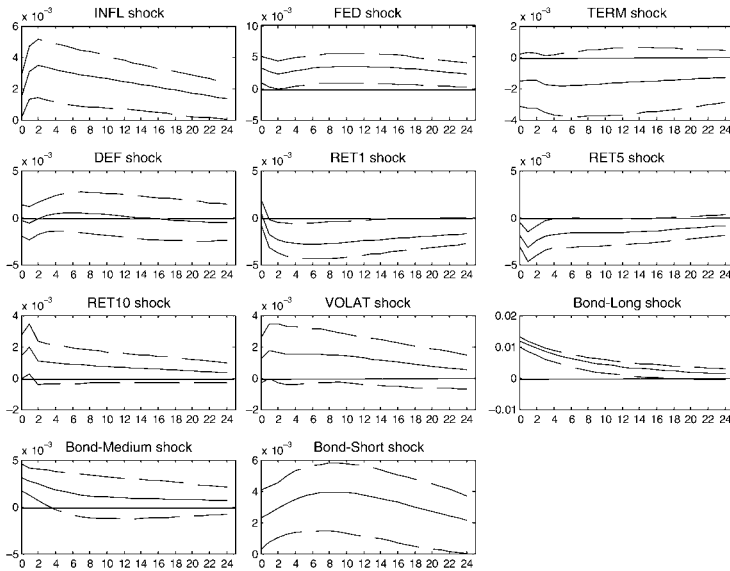 INFL shock
x 10⁻³
6
4
2
0
0 2 4 6 8 10 12 14 16 18 20 22 24
FED shock
x 10⁻³
10
5
0
−5
0 2 4 6 8 10 12 14 16 18 20 22 24
TERM shock
x 10⁻³
2
0
−2
−4
0 2 4 6 8 10 12 14 16 18 20 22 24
DEF shock
x 10⁻³
5
0
−5
0 2 4 6 8 10 12 14 16 18 20 22 24
RET1 shock
x 10⁻³
5
0
−5
0 2 4 6 8 10 12 14 16 18 20 22 24
RET5 shock
x 10⁻³
5
0
−5
0 2 4 6 8 10 12 14 16 18 20 22 24
RET10 shock
x 10⁻³
4
2
0
−2
0 2 4 6 8 10 12 14 16 18 20 22 24
VOLAT shock
x 10⁻³
4
2
0
−2
0 2 4 6 8 10 12 14 16 18 20 22 24
Bond-Long shock
0.02
0.01
0
−0.01
0 2 4 6 8 10 12 14 16 18 20 22 24
Bond-Medium shock
x 10⁻³
5
0
−5
0 2 4 6 8 10 12 14 16 18 20 22 24
Bond-Short shock
x 10⁻³
6
4
2
0
0 2 4 6 8 10 12 14 16 18 20 22 24